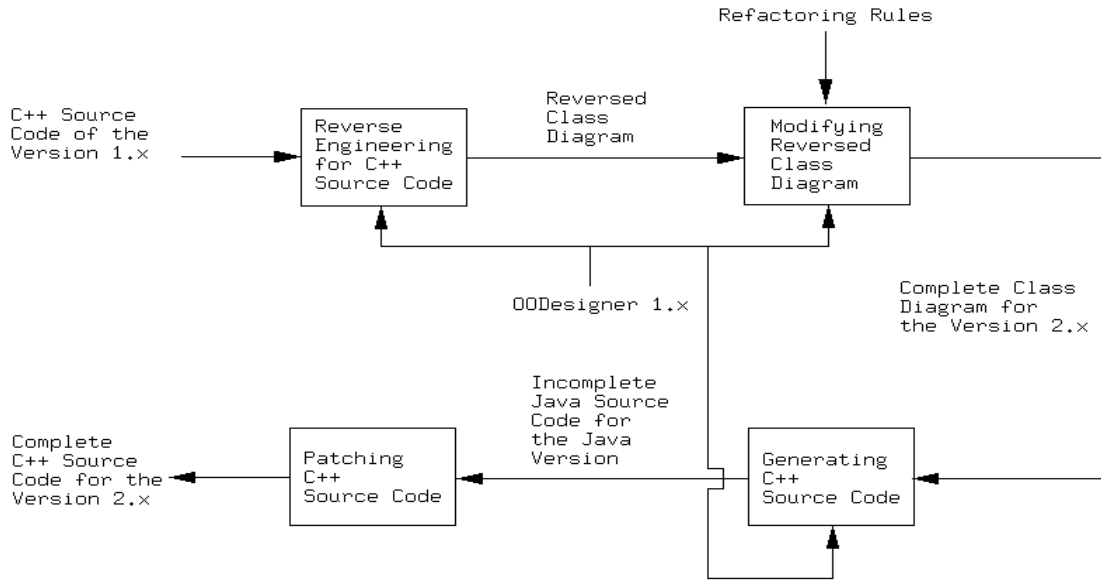 Refactoring Rules
C++ Source
Code of the
Version 1.x
Reverse
Engineering
for C++
Source Code
Reversed
Class
Diagram
Modifying
Reversed
Class
Diagram
OODesigner 1.x
Complete Class
Diagram for
the Version 2.x
Incomplete
Java Source
Code for
the Java
Version
Complete
C++ Source
Code for the
Version 2.x
Patching
C++
Source Code
Generating
C++
Source Code